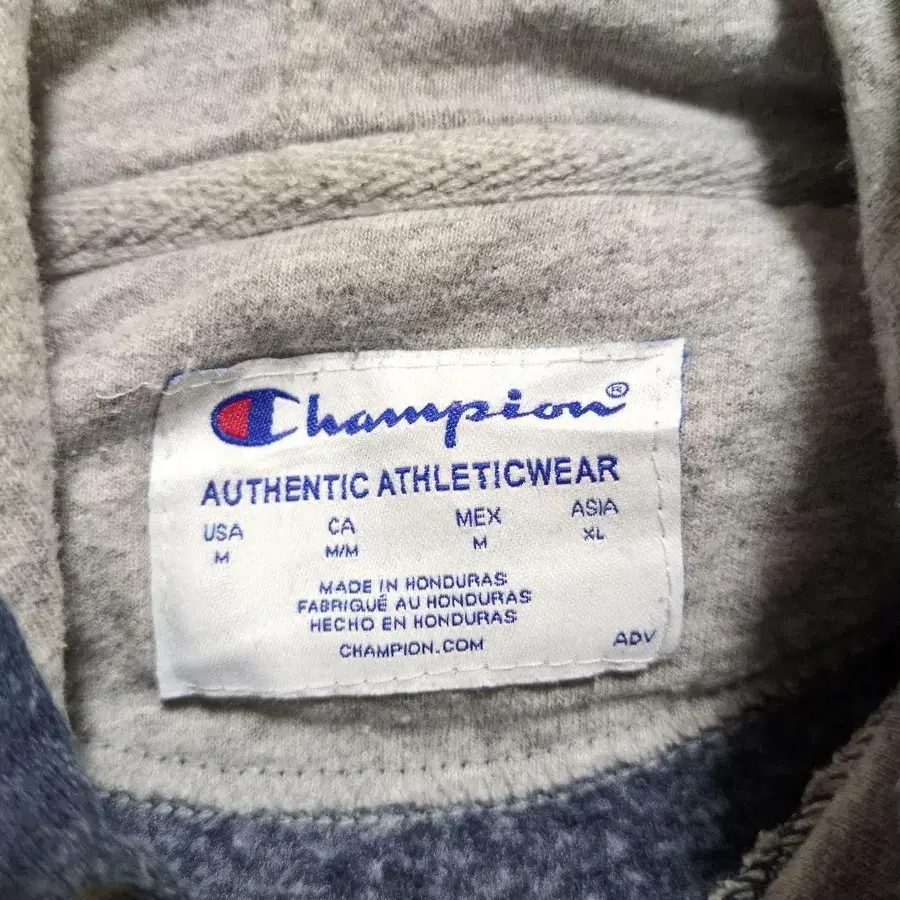 Champion®
AUTHENTIC ATHLETICWEAR
USA CA MEX ASIA
M M/M M XL
MADE IN HONDURAS
FABRIQUÉ AU HONDURAS
HECHO EN HONDURAS
CHAMPION.COM ADV